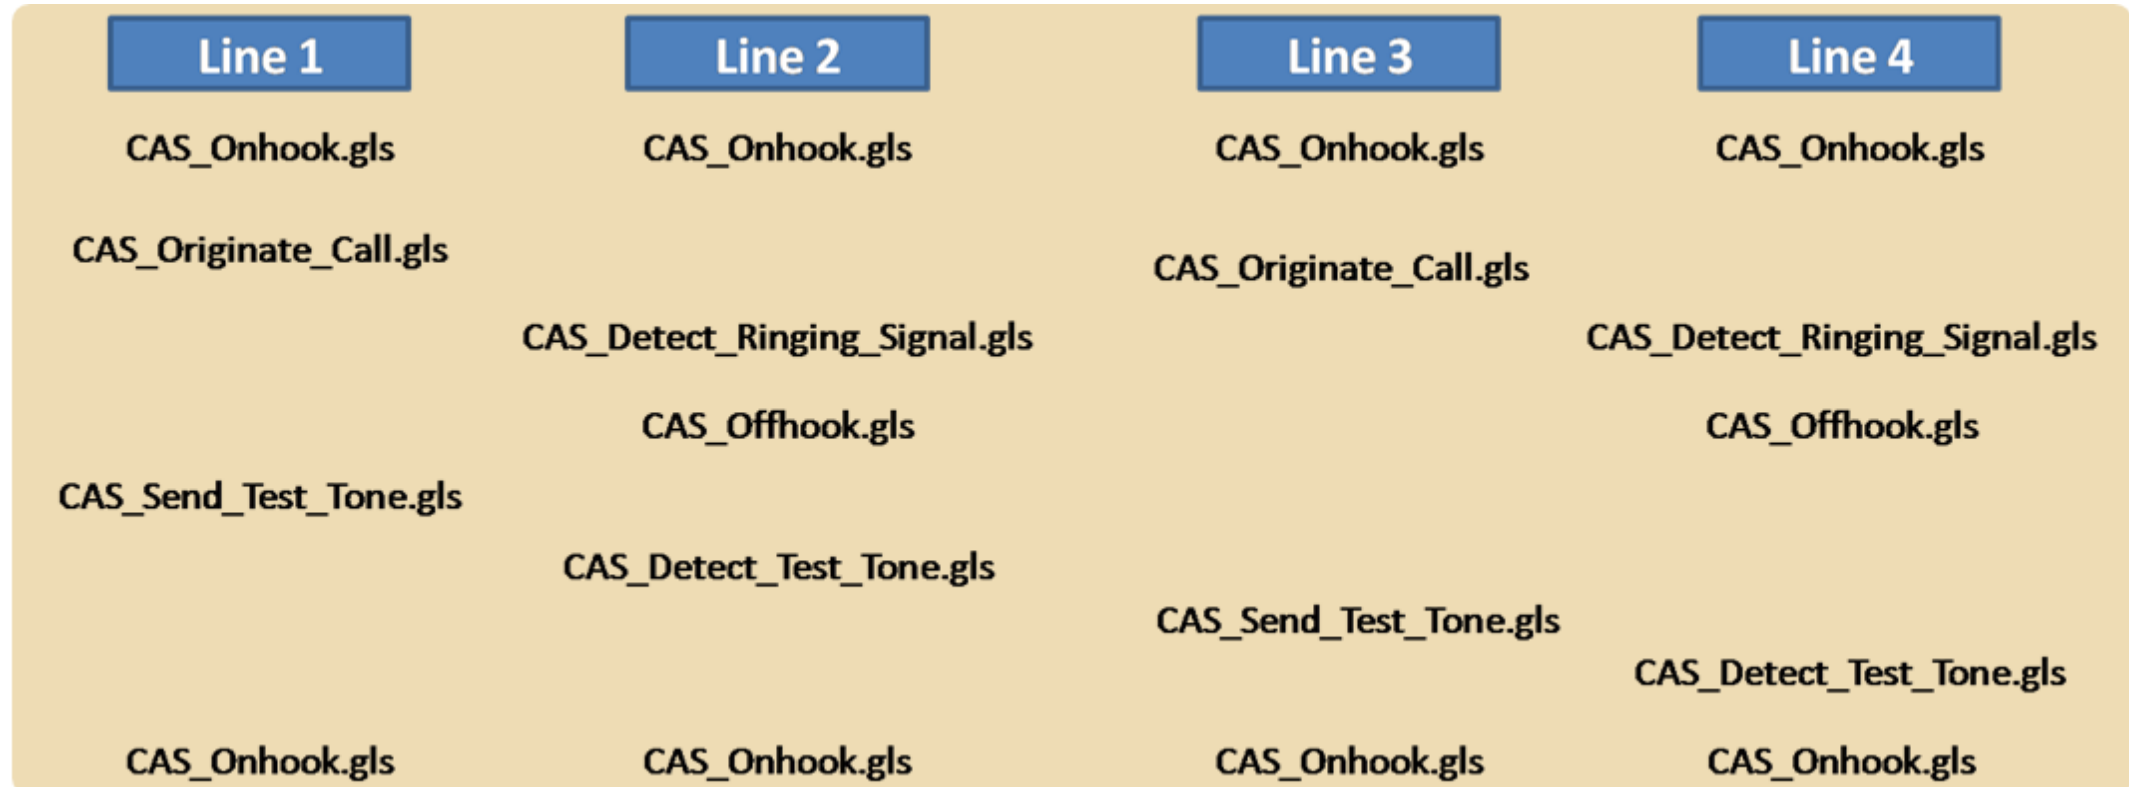 Line 1 Line 2 Line 3 Line 4
CAS_Onhook.gls CAS_Onhook.gls CAS_Onhook.gls CAS_Onhook.gls
CAS_Originate_Call.gls
CAS_Originate_Call.gls
CAS_Detect_Ringing_Signal.gls CAS_Detect_Ringing_Signal.gls
CAS_Offhook.gls CAS_Offhook.gls
CAS_Send_Test_Tone.gls
CAS_Detect_Test_Tone.gls
CAS_Send_Test_Tone.gls
CAS_Detect_Test_Tone.gls
CAS_Onhook.gls CAS_Onhook.gls CAS_Onhook.gls CAS_Onhook.gls